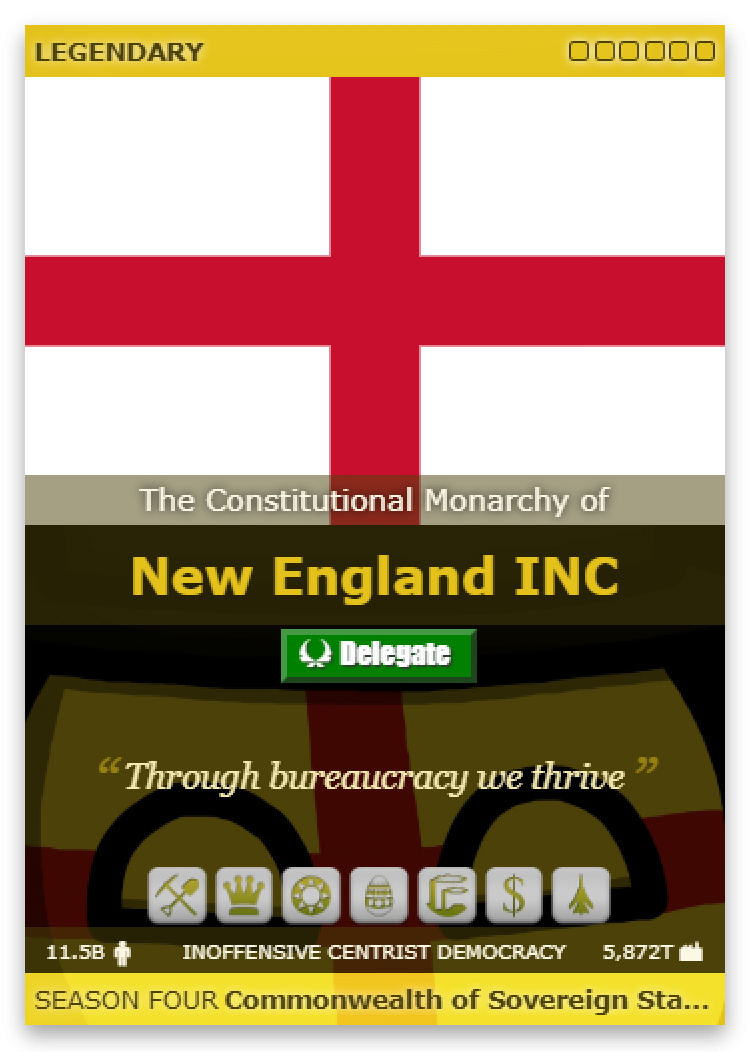 LEGENDARY
The Constitutional Monarchy of
New England INC
Delegate
“Through bureaucracy we thrive”
11.5B INOFFENSIVE CENTRIST DEMOCRACY 5,872T
SEASON FOUR Commonwealth of Sovereign Sta...